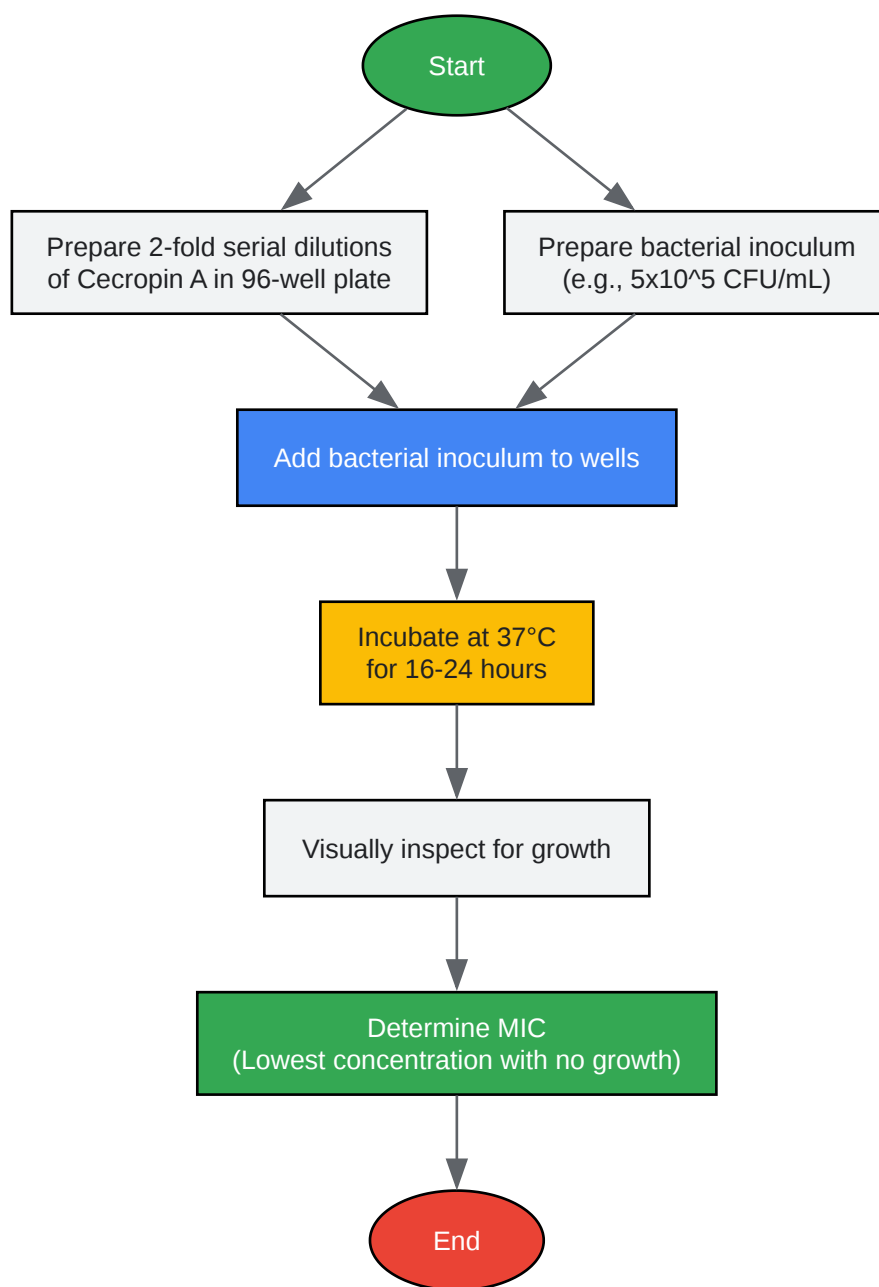 Start
Prepare 2-fold serial dilutions
of Cecropin A in 96-well plate
Prepare bacterial inoculum
(e.g., 5x10^5 CFU/mL)
Add bacterial inoculum to wells
Incubate at 37°C
for 16-24 hours
Visually inspect for growth
Determine MIC
(Lowest concentration with no growth)
End